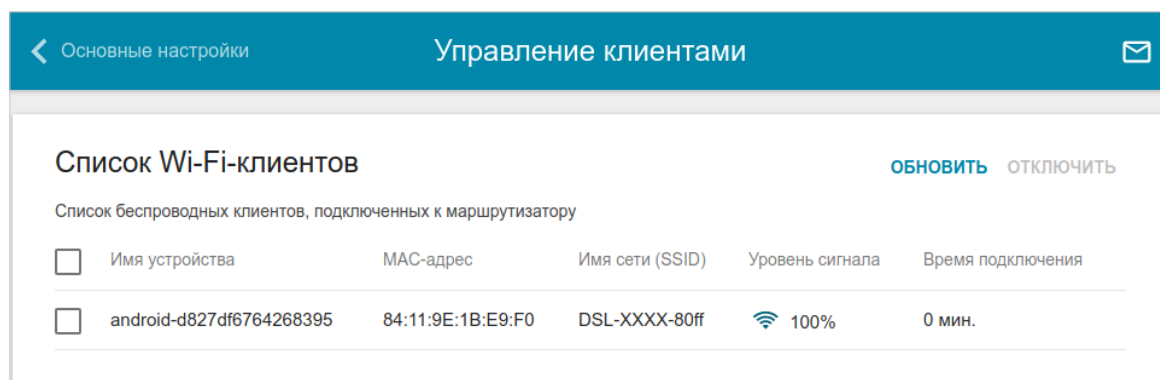 Основные настройки Управление клиентами
Список Wi-Fi-клиентов ОБНОВИТЬ ОТКЛЮЧИТЬ
Список беспроводных клиентов, подключенных к маршрутизатору
Имя устройства MAC-адрес Имя сети (SSID) Уровень сигнала Время подключения
android-d827df6764268395 84:11:9E:1B:E9:F0 DSL-XXXX-80ff 100% 0 мин.